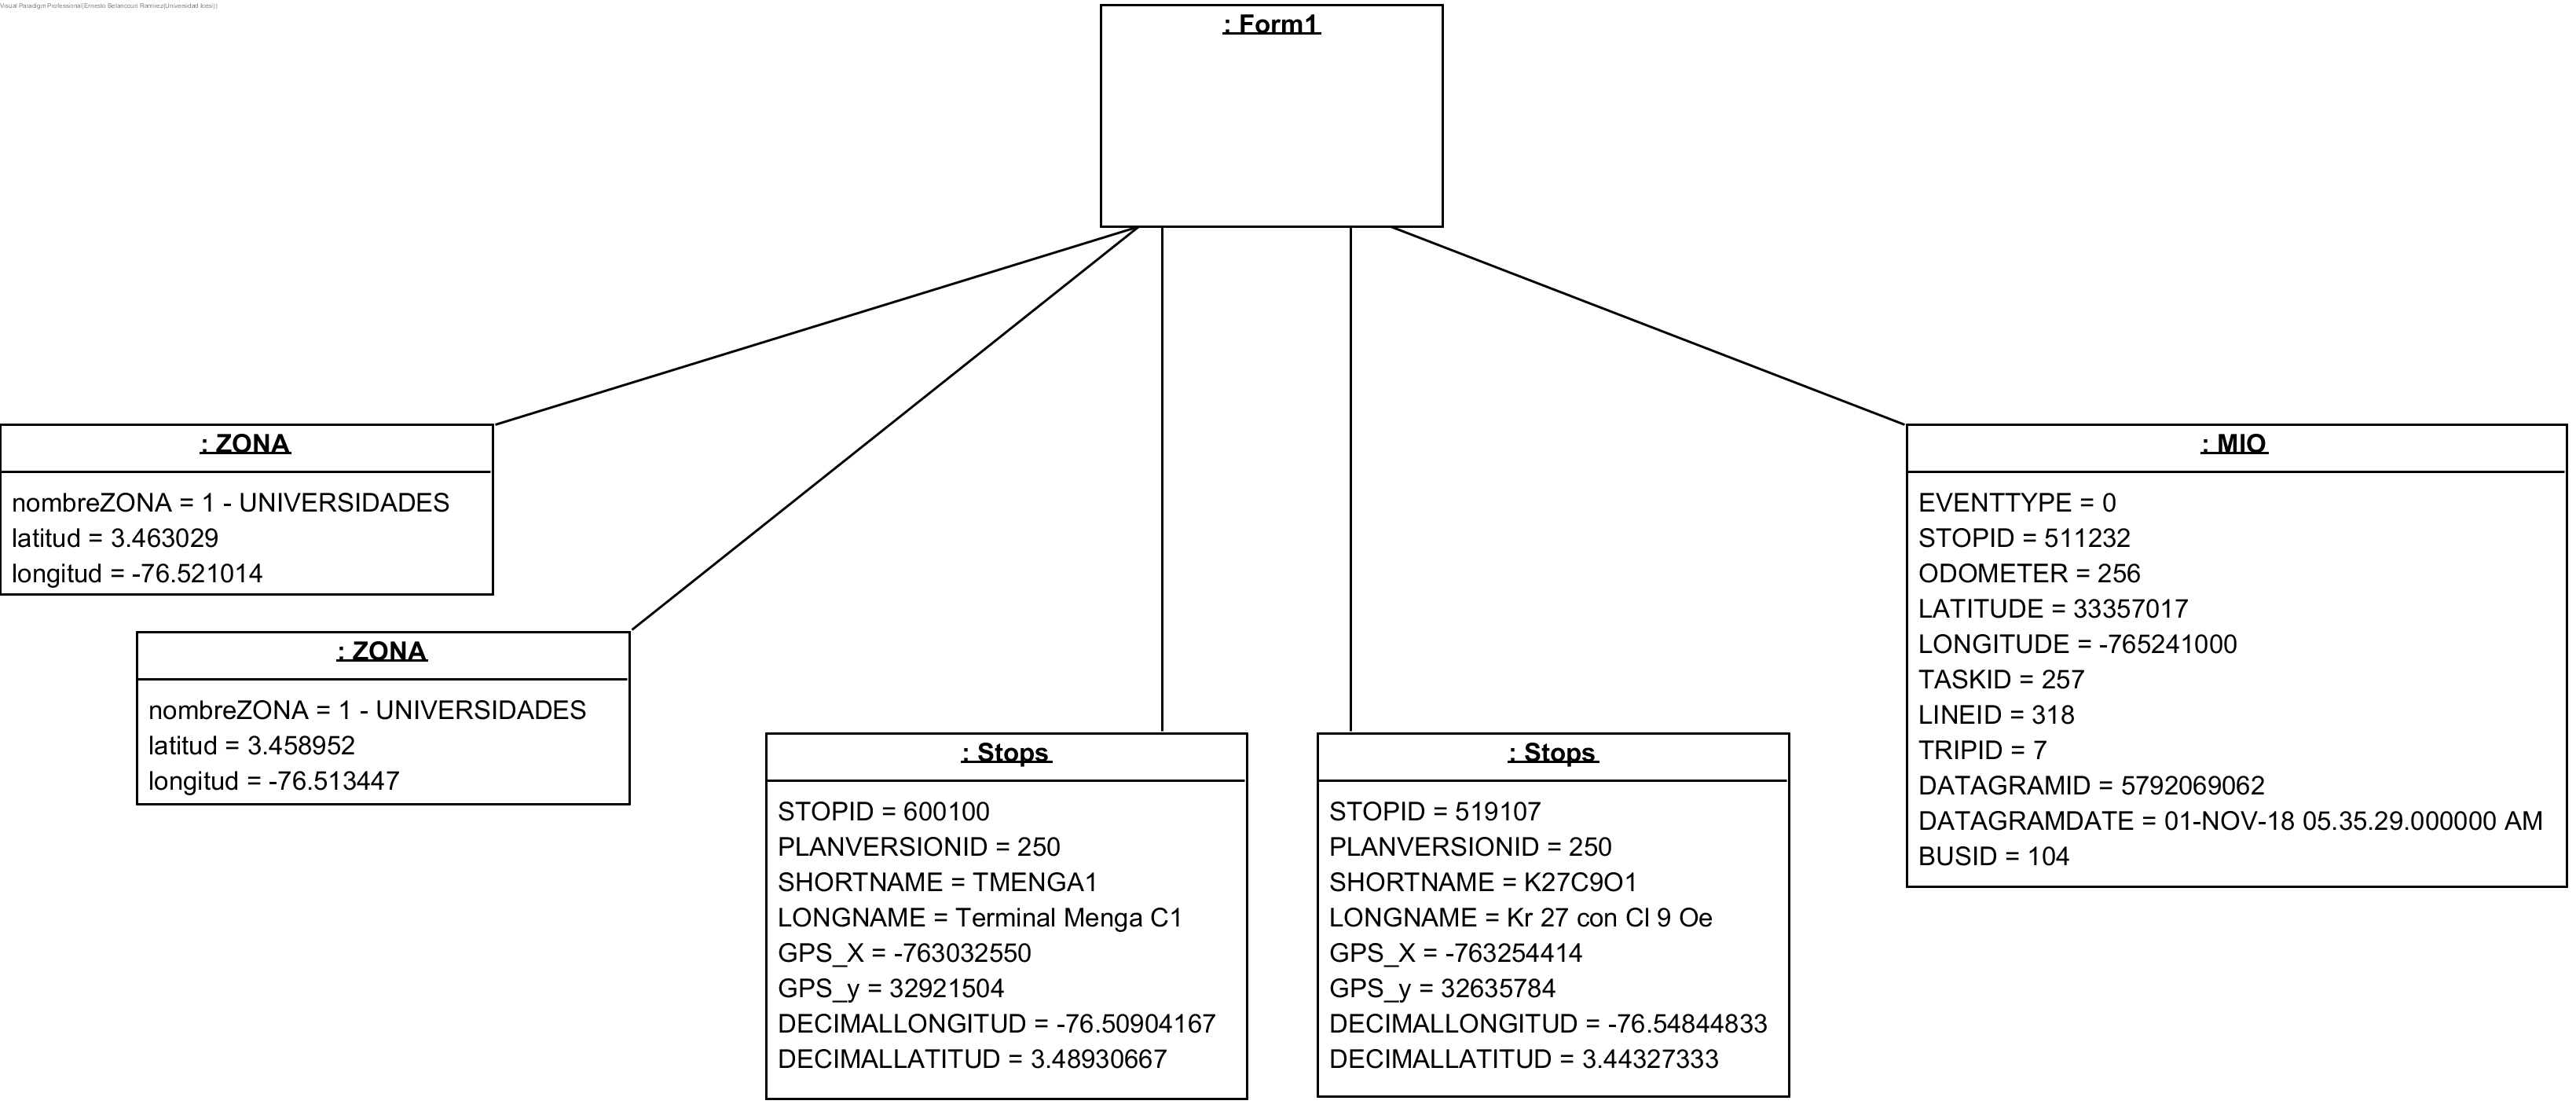 Visual Paradigm Professional(Ernesto Betancourt Ramirez(Universidad Icesi))
: Form1
: ZONA
nombreZONA = 1 - UNIVERSIDADES
latitud = 3.463029
longitud = -76.521014
: ZONA
nombreZONA = 1 - UNIVERSIDADES
latitud = 3.458952
longitud = -76.513447
: Stops
STOPID = 600100
PLANVERSIONID = 250
SHORTNAME = TMENGA1
LONGNAME = Terminal Menga C1
GPS_X = -763032550
GPS_y = 32921504
DECIMALLONGITUD = -76.50904167
DECIMALLATITUD = 3.48930667
: Stops
STOPID = 519107
PLANVERSIONID = 250
SHORTNAME = K27C9O1
LONGNAME = Kr 27 con Cl 9 Oe
GPS_X = -763254414
GPS_y = 32635784
DECIMALLONGITUD = -76.54844833
DECIMALLATITUD = 3.44327333
: MIO
EVENTTYPE = 0
STOPID = 511232
ODOMETER = 256
LATITUDE = 33357017
LONGITUDE = -765241000
TASKID = 257
LINEID = 318
TRIPID = 7
DATAGRAMID = 5792069062
DATAGRAMDATE = 01-NOV-18 05.35.29.000000 AM
BUSID = 104